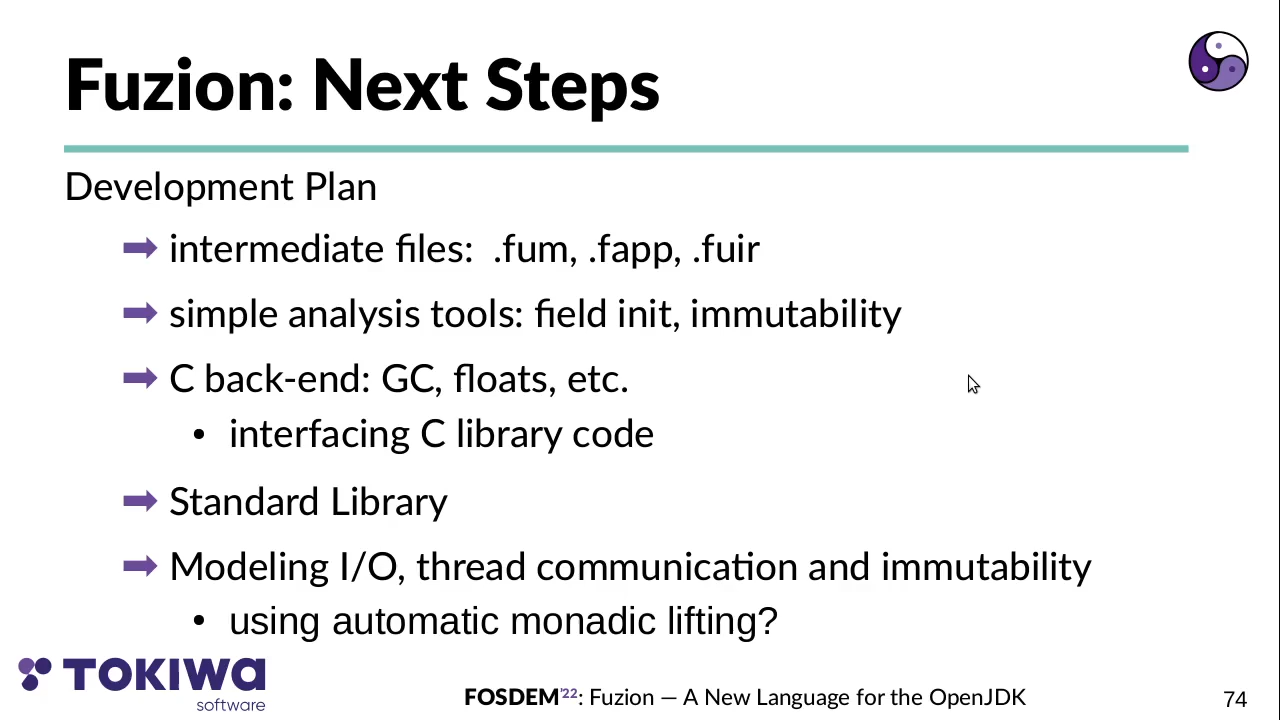 Fuzion: Next Steps
Development Plan
intermediate files: .fum, .fapp, .fuir
simple analysis tools: field init, immutability
C back-end: GC, floats, etc.
• interfacing C library code
Standard Library
Modeling I/O, thread communication and immutability
• using automatic monadic lifting?
TOKIWA
software
FOSDEM'22: Fuzion — A New Language for the OpenJDK
74